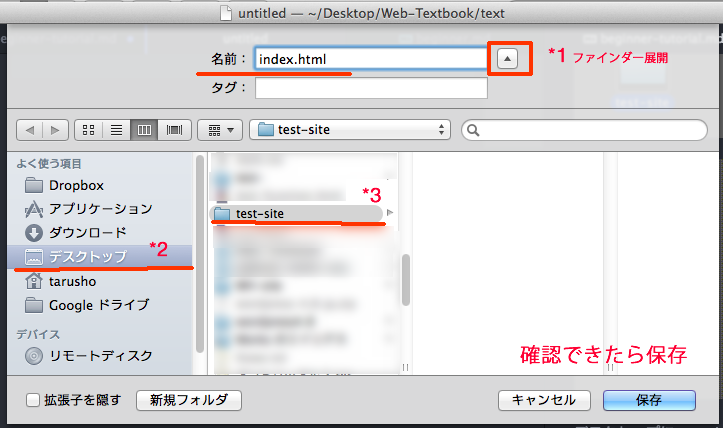 untitled — ~/Desktop/Web-Textbook/text
名前： index.html
*1 ファインダー展開
タグ：
test-site
よく使う項目
Dropbox
アプリケーション
ダウンロード
デスクトップ
*2
tarusho
Google ドライブ
デバイス
リモートディスク
*3
test-site
確認できたら保存
拡張子を隠す
新規フォルダ
キャンセル
保存